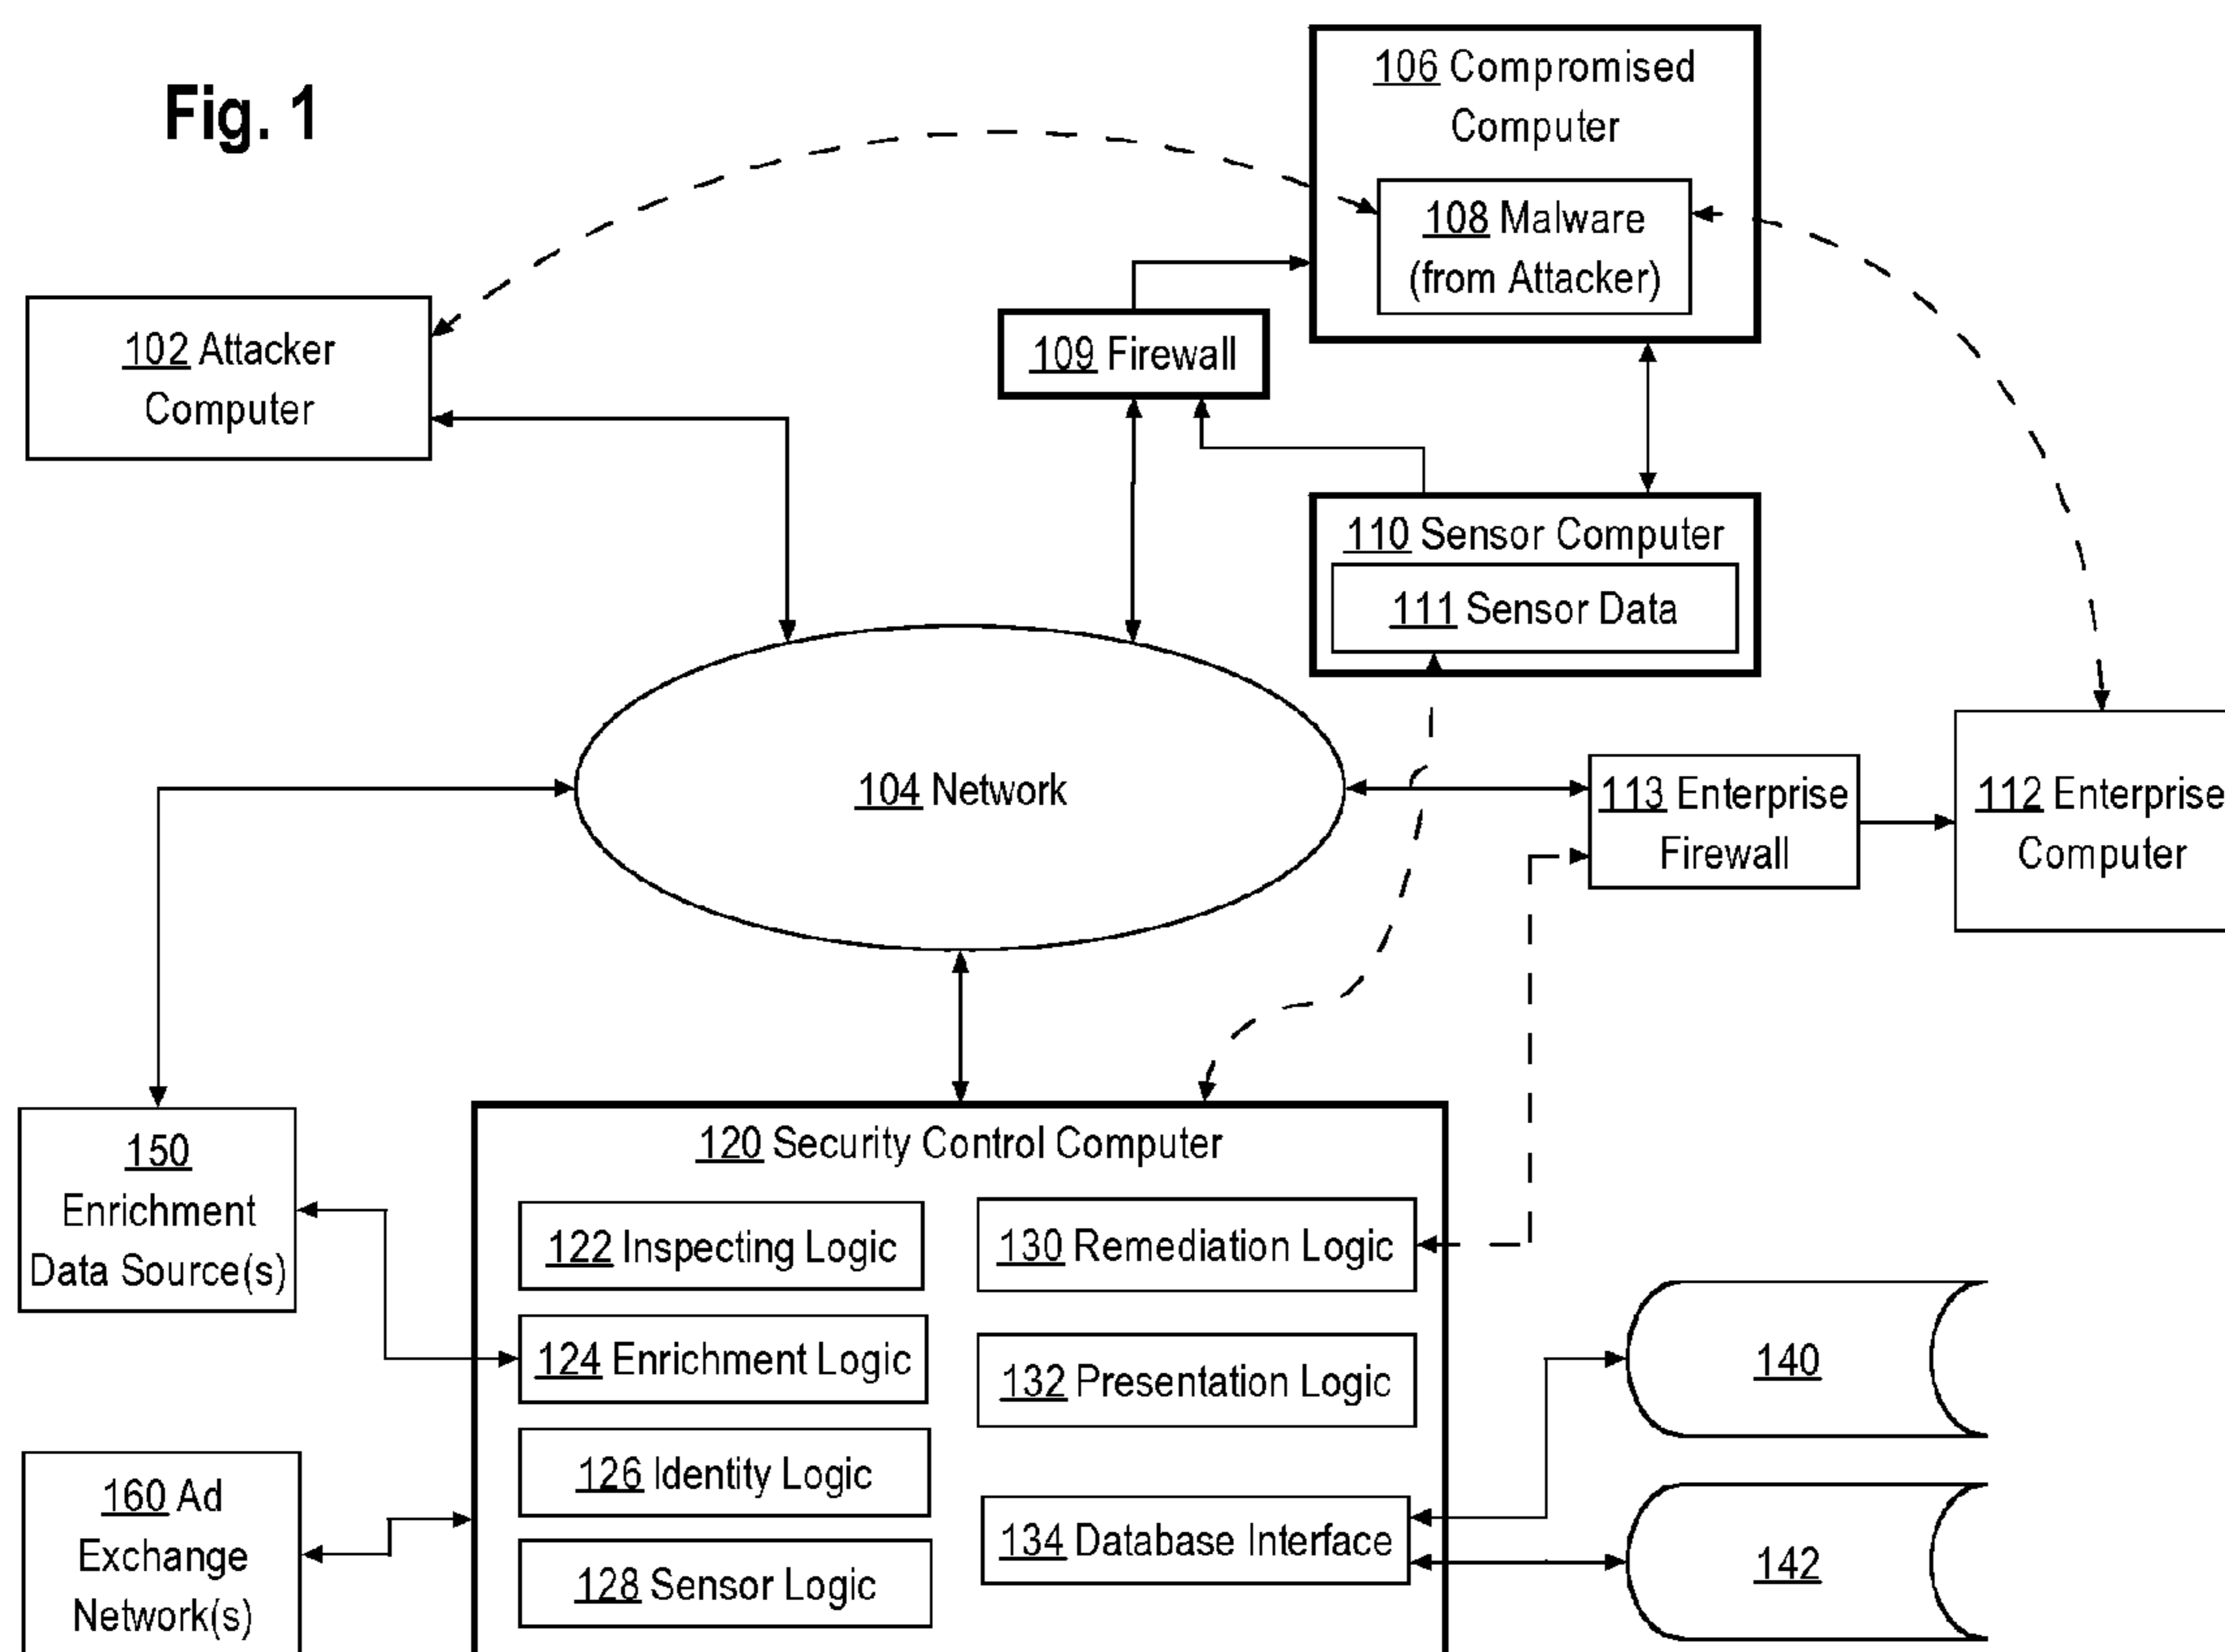 Fig. 1
106 Compromised
Computer
108 Malware
(from Attacker)
109 Firewall
102 Attacker
Computer
110 Sensor Computer
111 Sensor Data
104 Network
113 Enterprise
Firewall
112 Enterprise
Computer
120 Security Control Computer
150
Enrichment
Data Source(s)
122 Inspecting Logic
130 Remediation Logic
124 Enrichment Logic
132 Presentation Logic
140
126 Identity Logic
160 Ad
Exchange
Network(s)
134 Database Interface
142
128 Sensor Logic